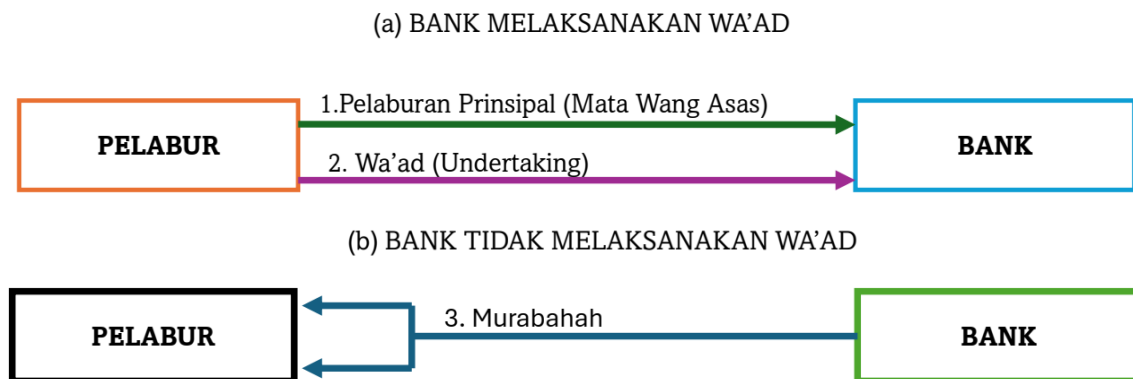 (a) BANK MELAKSANAKAN WA’AD
1.Pelaburan Prinsipal (Mata Wang Asas)
PELABUR
BANK
2. Wa'ad (Undertaking)
(b) BANK TIDAK MELAKSANAKAN WA’AD
3. Murabahah
PELABUR
BANK